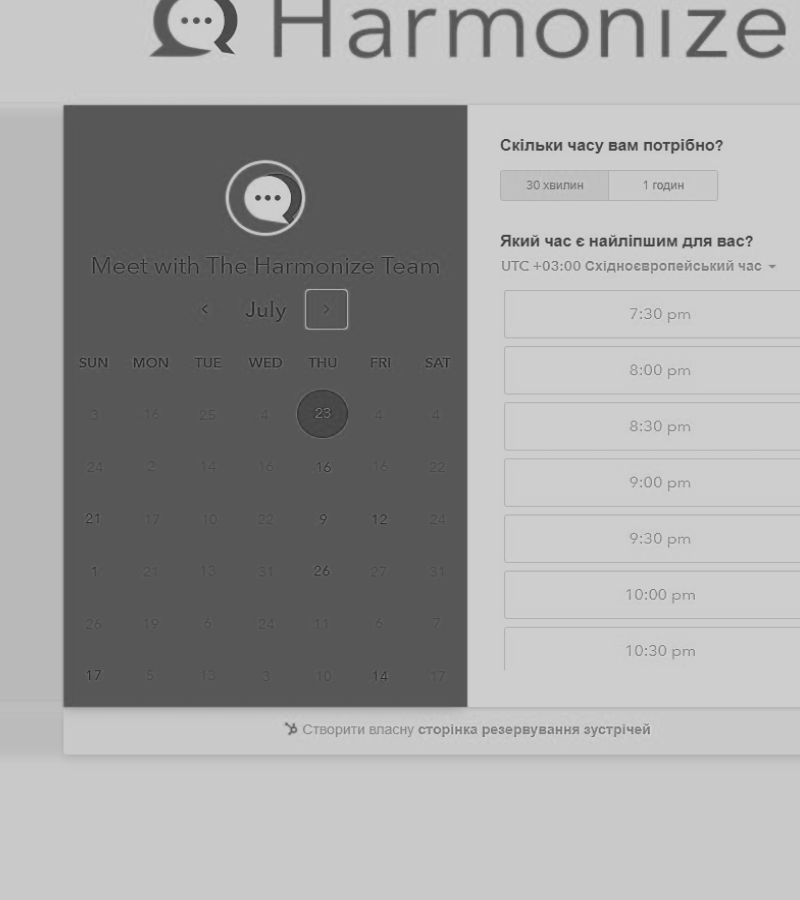 Harmonize
Meet with The Harmonize Team
July
SUN MON TUE WED THU FRI SAT
3 16 25 4 23 4 4
24 2 14 16 16 16 22
21 17 10 22 9 12 24
1 21 13 31 26 27 31
26 19 6 24 11 6 7
17 5 13 3 10 14 17
Скільки часу вам потрібно?
30 хвилин 1 годин
Який час є найліпшим для вас?
UTC +03:00 Східноєвропейський час
7:30 pm
8:00 pm
8:30 pm
9:00 pm
9:30 pm
10:00 pm
10:30 pm
Створити власну сторінка резервування зустрічей